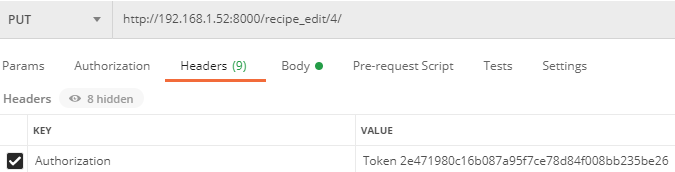 PUT http://192.168.1.52:8000/recipe_edit/4/
Params Authorization Headers (9) Body Pre-request Script Tests Settings
Headers 8 hidden
KEY VALUE
Authorization Token 2e471980c16b087a95f7ce78d84f008bb235be26